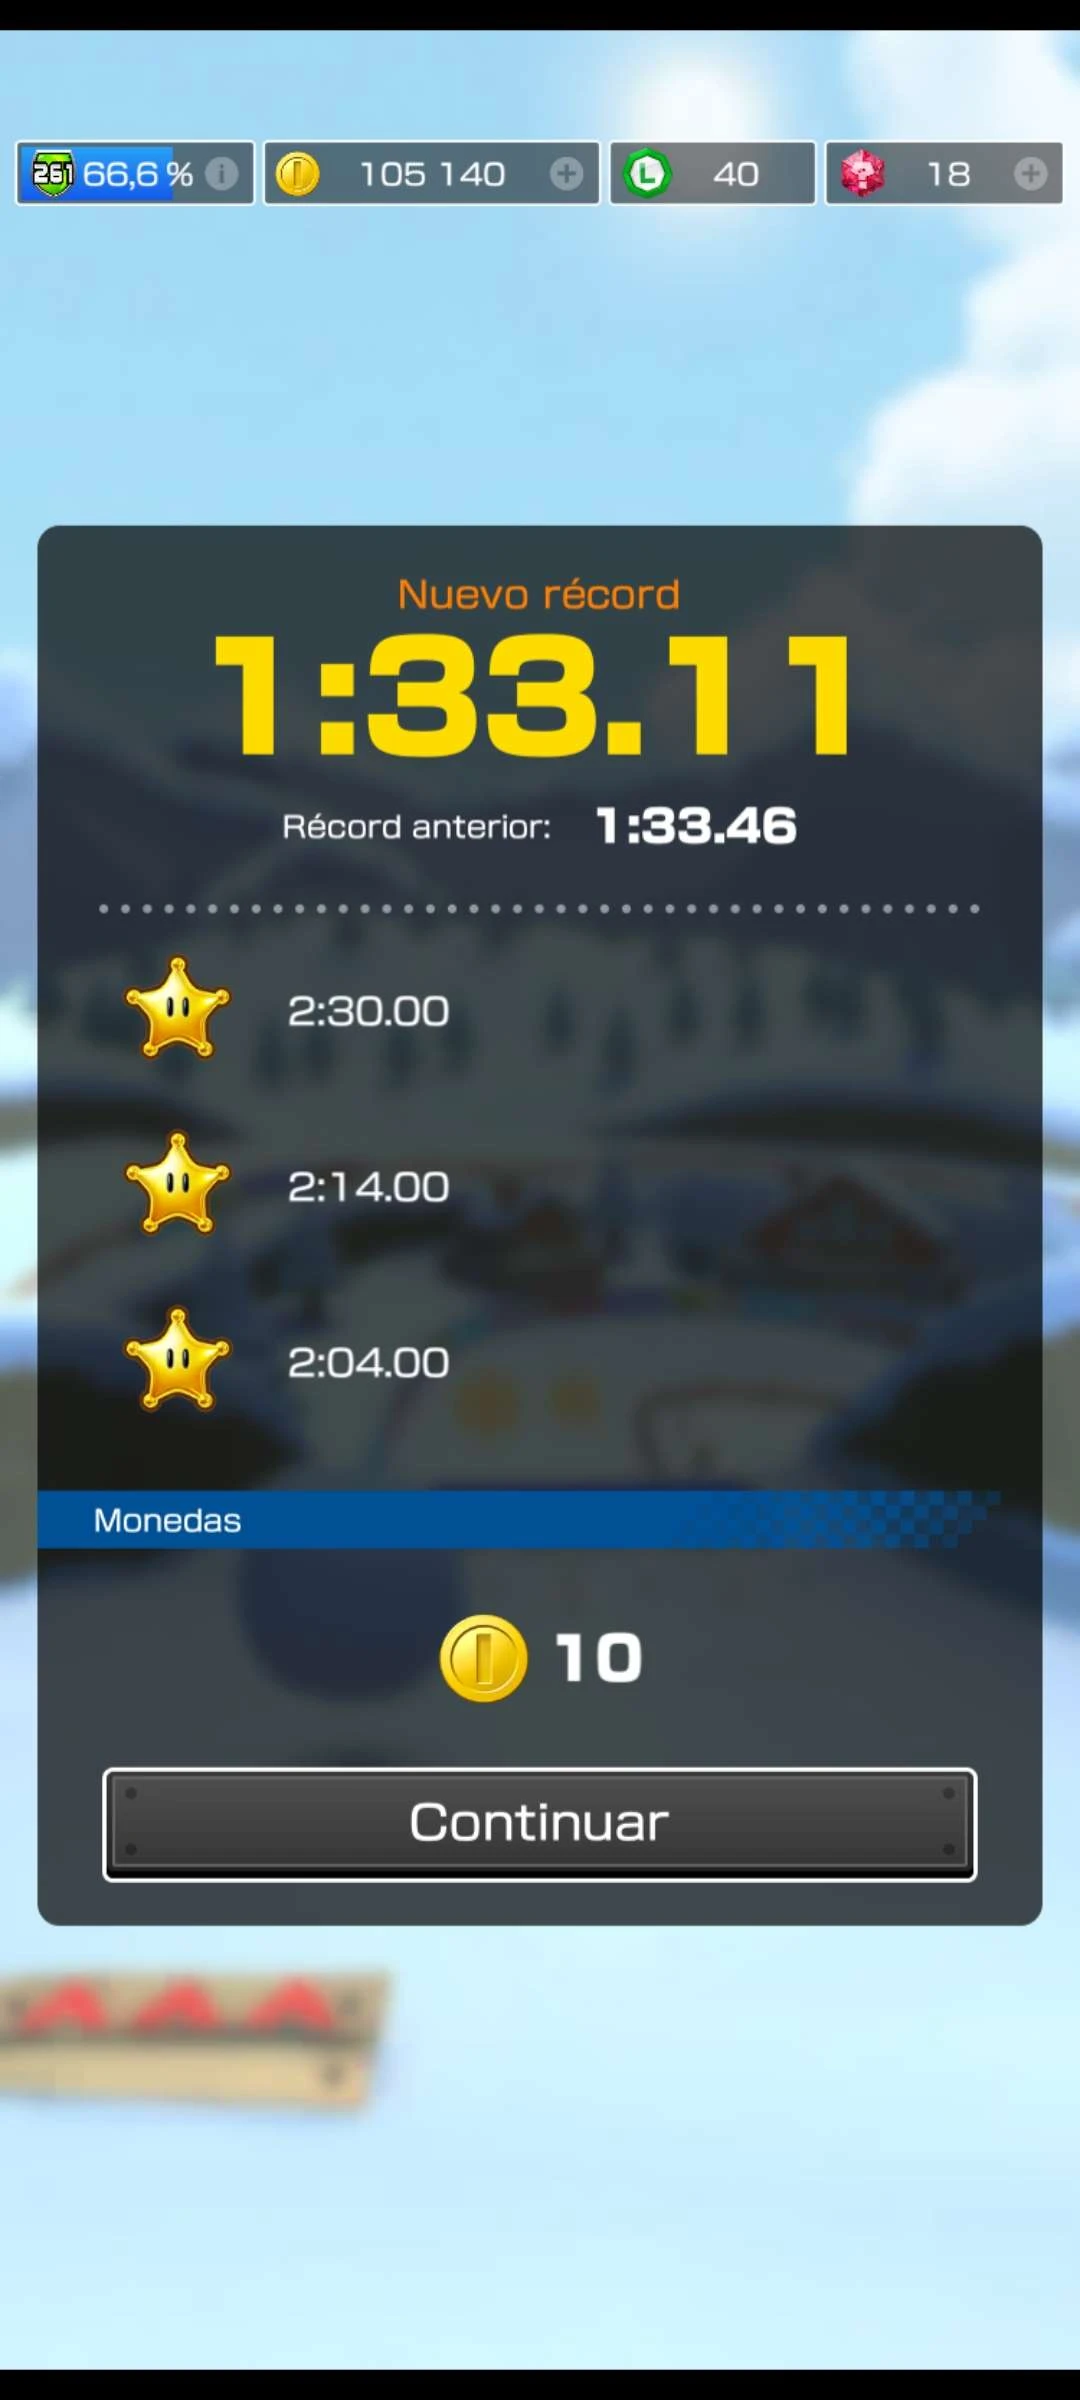 261 66,6 % i 105 140 + L 40 18 +
Nuevo récord
1:33.11
Récord anterior: 1:33.46
2:30.00
2:14.00
2:04.00
Monedas
10
Continuar